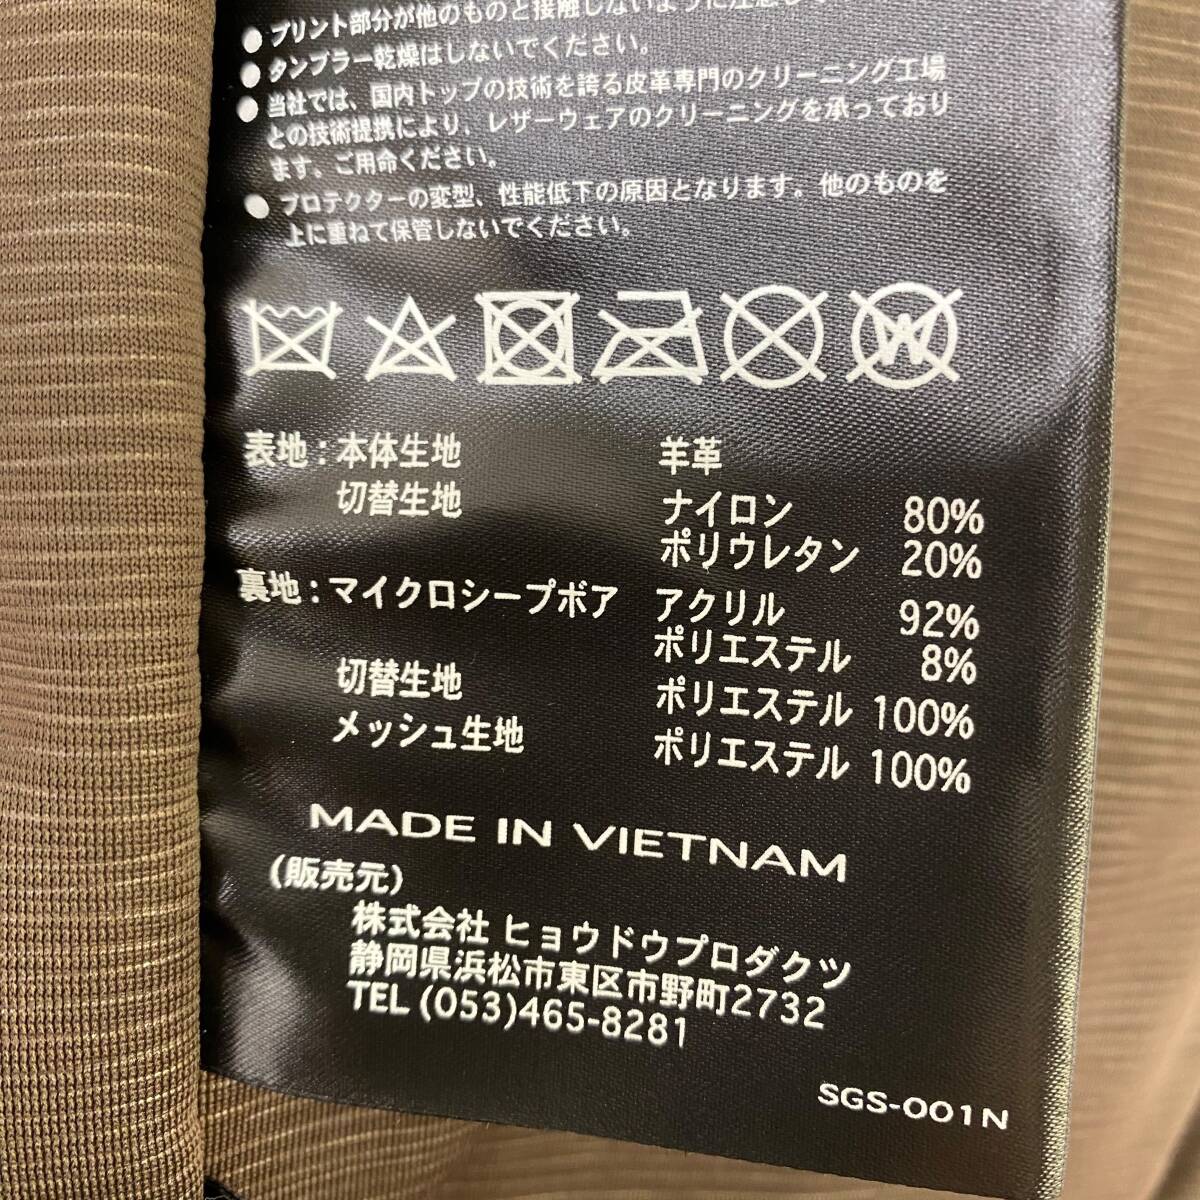 ● プリント部分が他のものと接触しないように注意し
● タンブラー乾燥はしないでください。
● 当社では、国内トップの技術を誇る皮革専門のクリーニング工場
との技術提携により、レザーウェアのクリーニングを承っており
ます、ご用命ください。
● プロテクターの変型、性能低下の原因となります。他のものを
上に重ねて保管しないでください。
W
表地：本体生地 羊革
切替生地 ナイロン 80%
ポリウレタン 20%
裏地：マイクロシープボア アクリル 92%
ポリエステル 8%
切替生地 ポリエステル 100%
メッシュ生地 ポリエステル 100%
MADE IN VIETNAM
(販売元)
株式会社 ヒョウドウプロダクツ
静岡県浜松市東区市野町2732
TEL (053)465-8281
SGS-001N